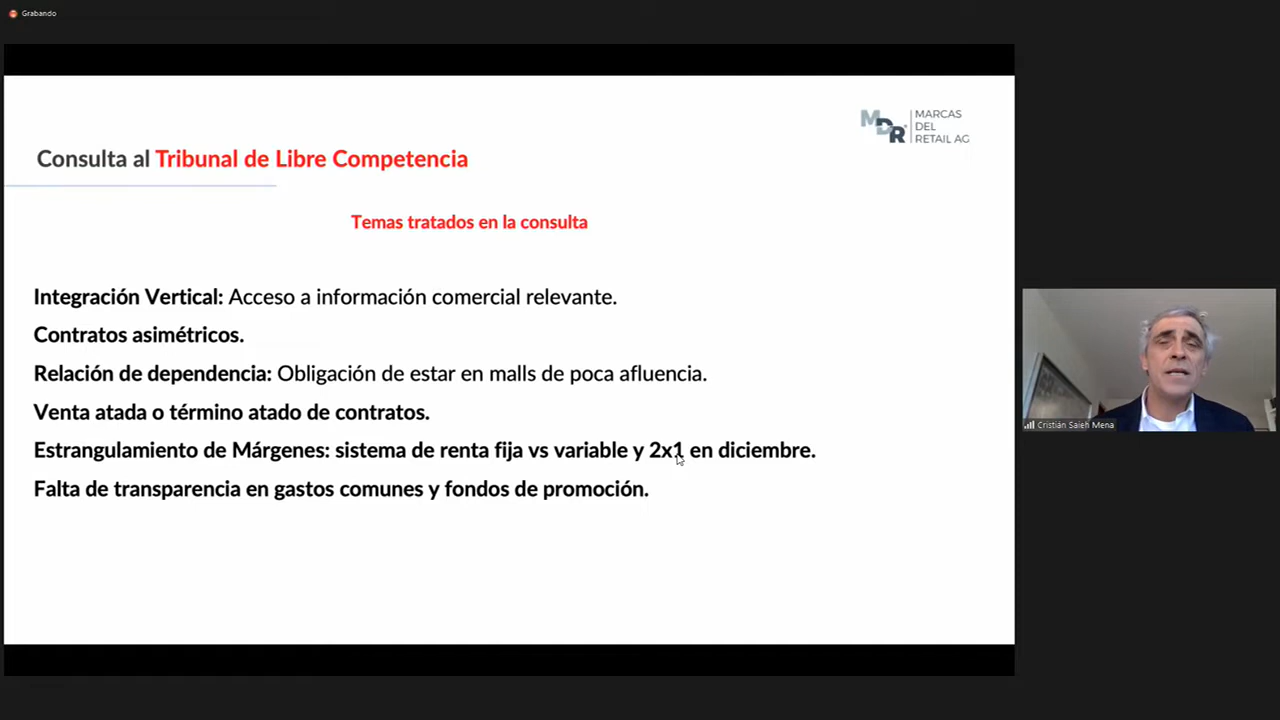 Grabando
MDR
MARCAS
DEL
RETAIL AG
Consulta al Tribunal de Libre Competencia
Temas tratados en la consulta
Integración Vertical: Acceso a información comercial relevante.
Contratos asimétricos.
Relación de dependencia: Obligación de estar en malls de poca afluencia.
Venta atada o término atado de contratos.
Estrangulamiento de Márgenes: sistema de renta fija vs variable y 2x1 en diciembre.
Falta de transparencia en gastos comunes y fondos de promoción.
Cristián Saieh Mena